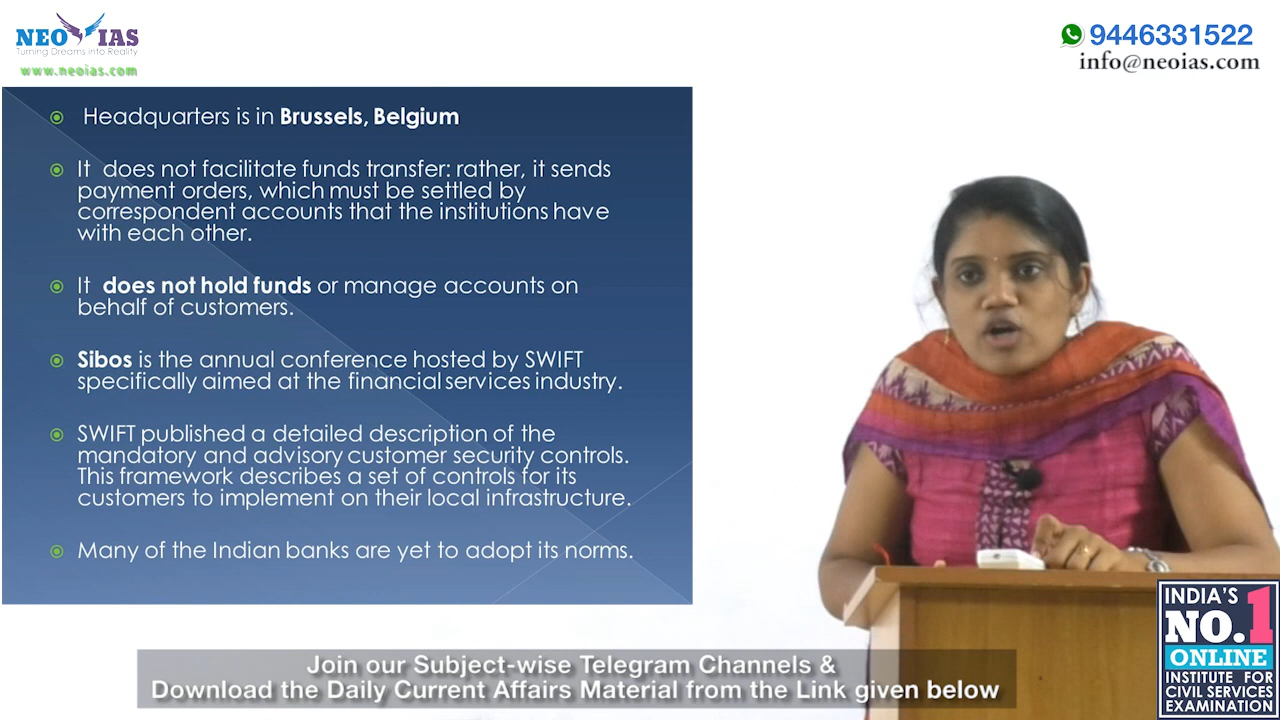 NEO IAS
Turning Dreams into Reality
www.neoias.com
9446331522
info@neoias.com
Headquarters is in Brussels, Belgium
It does not facilitate funds transfer: rather, it sends
payment orders, which must be settled by
correspondent accounts that the institutions have
with each other.
It does not hold funds or manage accounts on
behalf of customers.
Sibos is the annual conference hosted by SWIFT
specifically aimed at the financial services industry.
SWIFT published a detailed description of the
mandatory and advisory customer security controls.
This framework describes a set of controls for its
customers to implement on their local infrastructure.
Many of the Indian banks are yet to adopt its norms.
Join our Subject-wise Telegram Channels &
Download the Daily Current Affairs Material from the Link given below
INDIA'S
NO.1
ONLINE
INSTITUTE FOR
CIVIL SERVICES
EXAMINATION